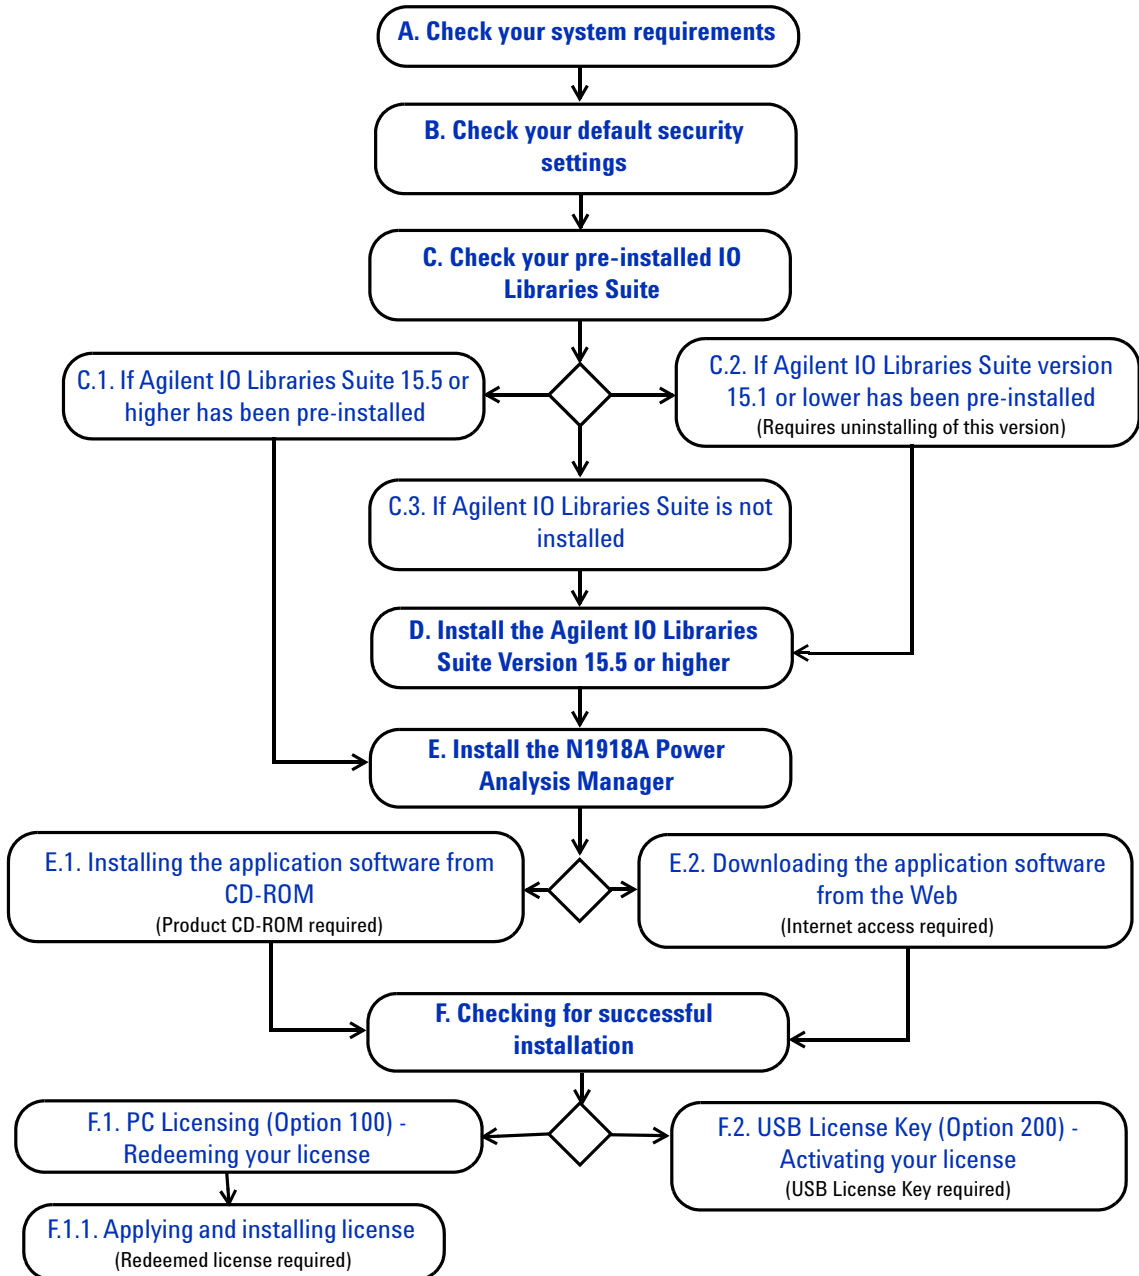 A. Check your system requirements
B. Check your default security
settings
C. Check your pre-installed IO
Libraries Suite
C.1. If Agilent IO Libraries Suite 15.5 or
higher has been pre-installed
C.2. If Agilent IO Libraries Suite version
15.1 or lower has been pre-installed
(Requires uninstalling of this version)
C.3. If Agilent IO Libraries Suite is not
installed
D. Install the Agilent IO Libraries
Suite Version 15.5 or higher
E. Install the N1918A Power
Analysis Manager
E.1. Installing the application software from
CD-ROM
(Product CD-ROM required)
E.2. Downloading the application software
from the Web
(Internet access required)
F. Checking for successful
installation
F.1. PC Licensing (Option 100) -
Redeeming your license
F.2. USB License Key (Option 200) -
Activating your license
(USB License Key required)
F.1.1. Applying and installing license
(Redeemed license required)